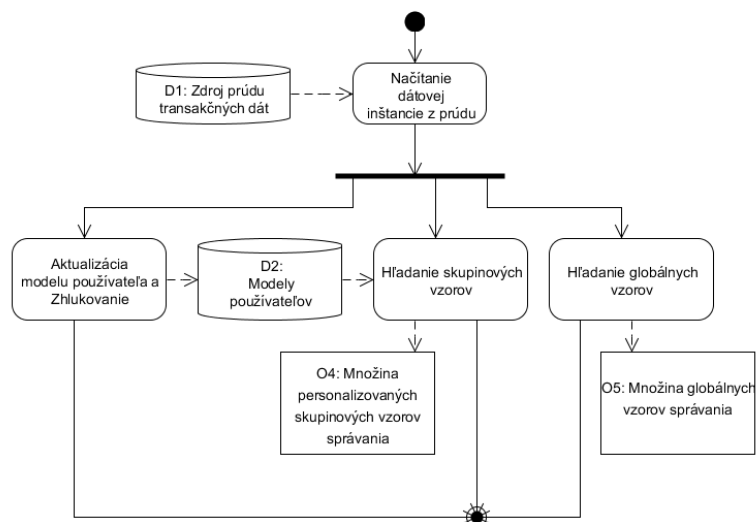 D1: Zdroj prúdu
transakčných dát
Načítanie
dátovej
inštancie z prúdu
Aktualizácia
modelu používateľa a
Zhlukovanie
D2:
Modely
používateľov
Hľadanie skupinových
vzorov
Hľadanie globálnych
vzorov
O4: Množina
personalizovaných
skupinových vzorov
správania
O5: Množina globálnych
vzorov správania